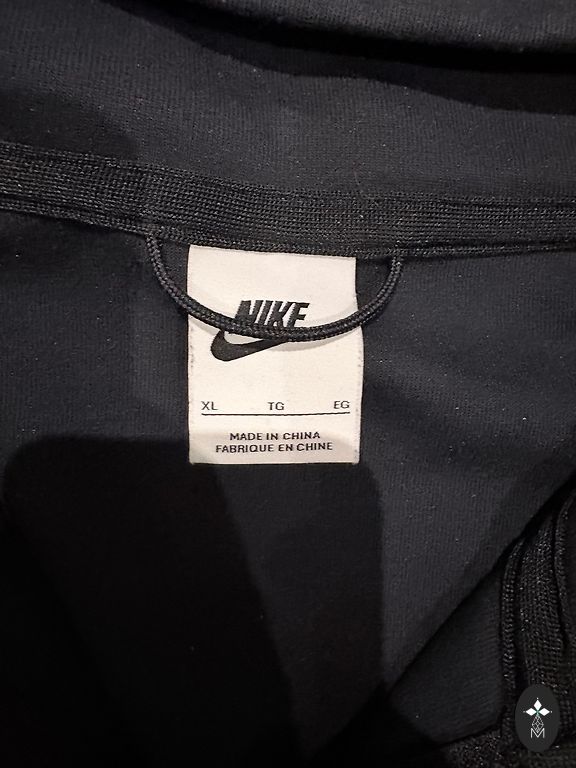 NIKE
XL TG EG
MADE IN CHINA
FABRIQUE EN CHINE
M